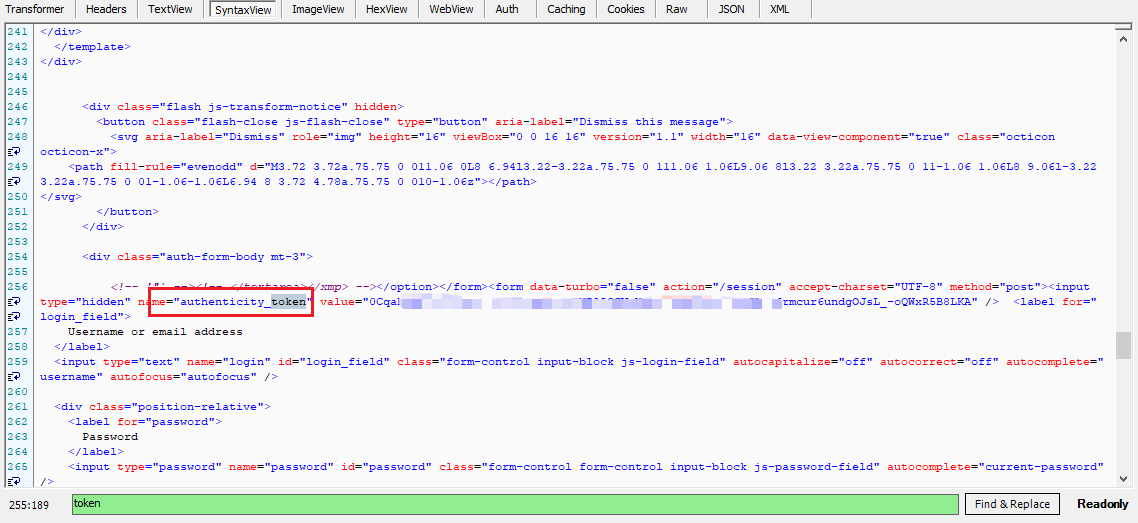 Transformer Headers TextView SyntaxView ImageView HexView WebView Auth Caching Cookies Raw JSON XML
241 </div>
242 </template>
243 </div>
244
245
246 <div class="flash js-transform-notice" hidden>
247 <button class="flash-close js-flash-close" type="button" aria-label="Dismiss this message">
248 <svg aria-label="Dismiss" role="img" height="16" viewBox="0 0 16 16" version="1.1" width="16" data-view-component="true" class="octicon
octicon-x">
249 <path fill-rule="evenodd" d="M3.72 3.72a.75.75 0 011.06 0L8 6.94l3.22-3.22a.75.75 0 111.06 1.06L9.06 8l3.22 3.22a.75.75 0 11-1.06 1.06L8 9.06l-3.22
3.22a.75.75 0 01-1.06-1.06L6.94 8 3.72 4.78a.75.75 0 010-1.06z"></path>
250 </svg>
251 </button>
252 </div>
253
254 <div class="auth-form-body mt-3">
255
256 <!-- '"` --><!-- </textarea></xmp> --></option></form><form data-turbo="false" action="/session" accept-charset="UTF-8" method="post"><input
type="hidden" name="authenticity_token" value="0Cqa rmcur6undgOJsL_-oQWxR5B8LKA" /> <label for="
login_field">
257 Username or email address
258 </label>
259 <input type="text" name="login" id="login_field" class="form-control input-block js-login-field" autocapitalize="off" autocorrect="off" autocomplete="
username" autofocus="autofocus" />
260
261 <div class="position-relative">
262 <label for="password">
263 Password
264 </label>
265 <input type="password" name="password" id="password" class="form-control form-control input-block js-password-field" autocomplete="current-password"
/>
255:189 token Find & Replace Readonly